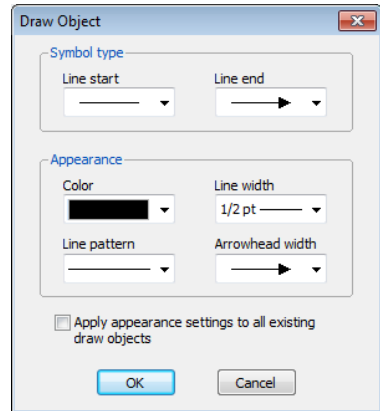 Draw Object
Symbol type
Line start Line end
Appearance
Color Line width
1/2 pt
Line pattern Arrowhead width
Apply appearance settings to all existing
draw objects
OK Cancel